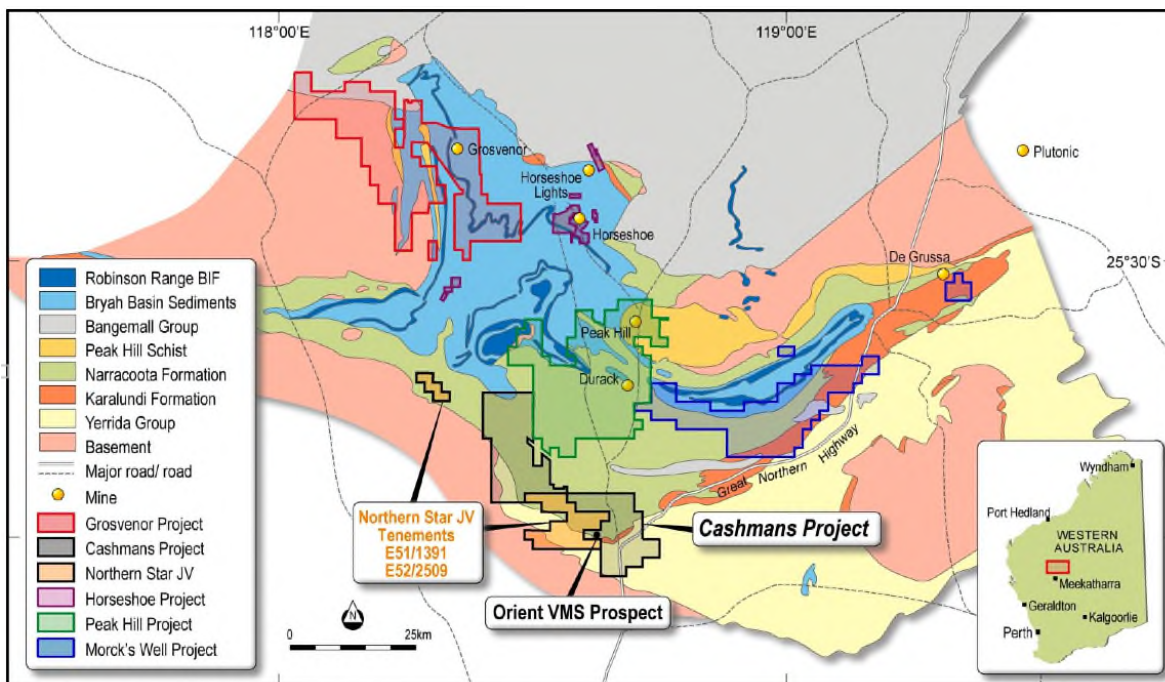 118°00'E
119°00'E
Grosvenor
Plutonic
Horseshoe
Lights
Horseshoe
De Grussa
25°30'S
Peak Hill
Durack
Great Northern Highway
Robinson Range BIF
Bryah Basin Sediments
Bangemall Group
Peak Hill Schist
Narracoota Formation
Karalundi Formation
Yerrida Group
Basement
Major road/ road
Mine
Grosvenor Project
Cashmans Project
Northern Star JV
Horseshoe Project
Peak Hill Project
Morck's Well Project
Northern Star JV
Tenements
E51/1391
E52/2509
Cashmans Project
Orient VMS Prospect
N
0
25km
Wyndham
Port Hedland
WESTERN
AUSTRALIA
Meekatharra
Geraldton
Kalgoorlie
Perth